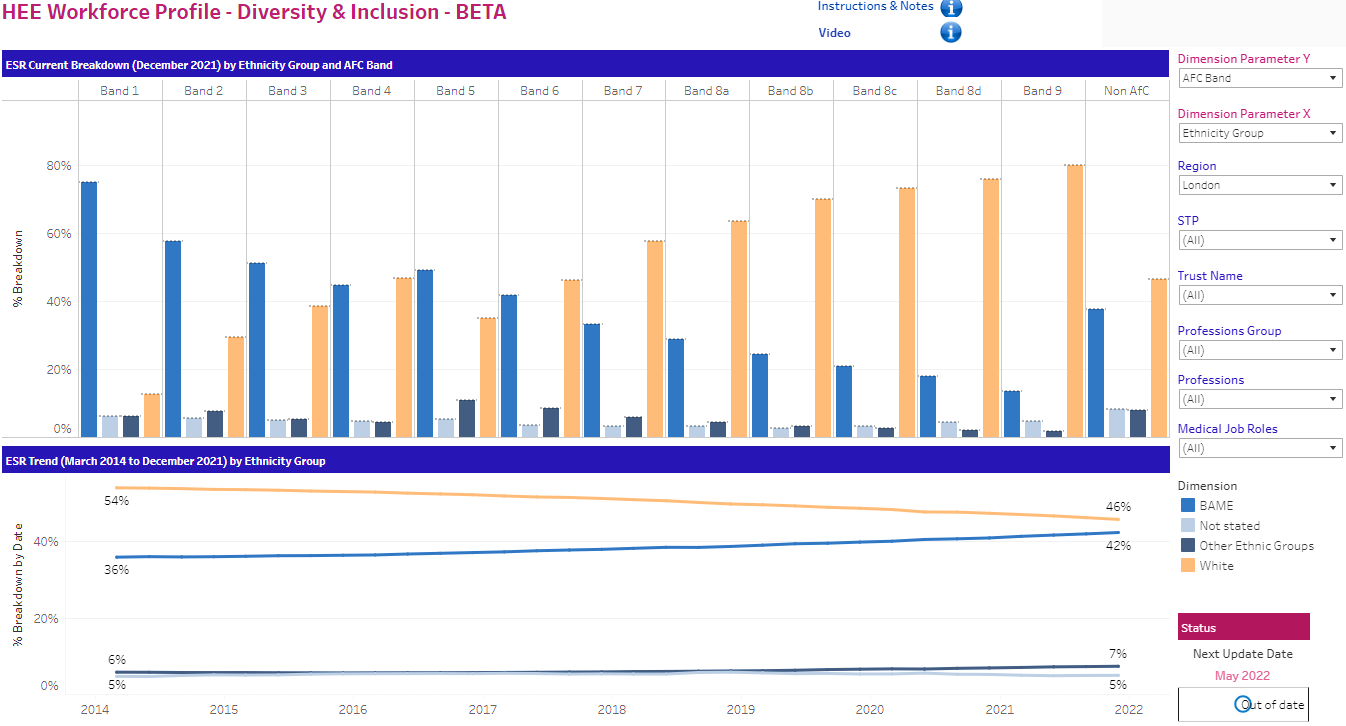 HEE Workforce Profile - Diversity & Inclusion - BETA
Instructions & Notes
Video
ESR Current Breakdown (December 2021) by Ethnicity Group and AFC Band
Band 1 Band 2 Band 3 Band 4 Band 5 Band 6 Band 7 Band 8a Band 8b Band 8c Band 8d Band 9 Non AfC
% Breakdown
80%
60%
40%
20%
0%
ESR Trend (March 2014 to December 2021) by Ethnicity Group
% Breakdown by Date
40%
20%
0%
54%
36%
6%
5%
46%
42%
7%
5%
2014 2015 2016 2017 2018 2019 2020 2021 2022
Dimension Parameter Y
AFC Band
Dimension Parameter X
Ethnicity Group
Region
London
STP
(All)
Trust Name
(All)
Professions Group
(All)
Professions
(All)
Medical Job Roles
(All)
Dimension
BAME
Not stated
Other Ethnic Groups
White
Status
Next Update Date
May 2022
Out of date